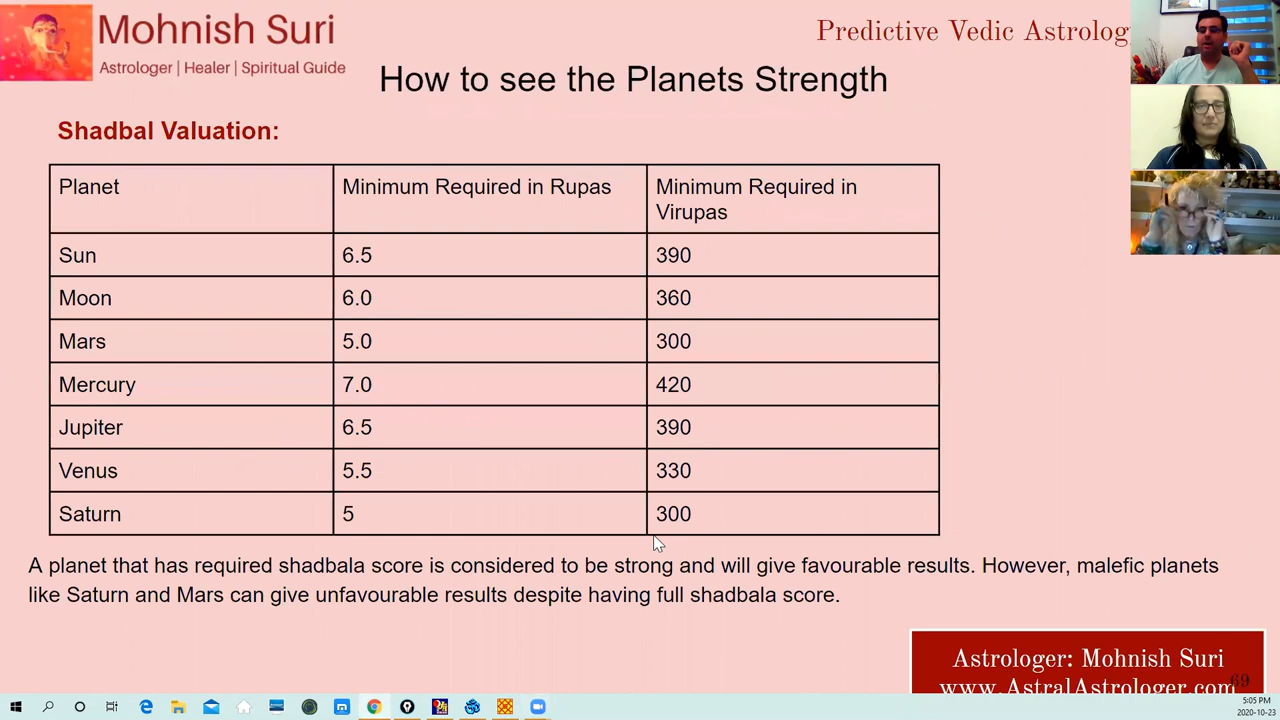 Mohnish Suri
Astrologer | Healer | Spiritual Guide
Predictive Vedic Astrology
How to see the Planets Strength
Shadbal Valuation:
Planet
Minimum Required in Rupas
Minimum Required in
Virupas
Sun
6.5
390
Moon
6.0
360
Mars
5.0
300
Mercury
7.0
420
Jupiter
6.5
390
Venus
5.5
330
Saturn
5
300
A planet that has required shadbala score is considered to be strong and will give favourable results. However, malefic planets
like Saturn and Mars can give unfavourable results despite having full shadbala score.
Astrologer: Mohnish Suri
www.AstralAstrologer.com
69
5:05 PM
2020-10-23